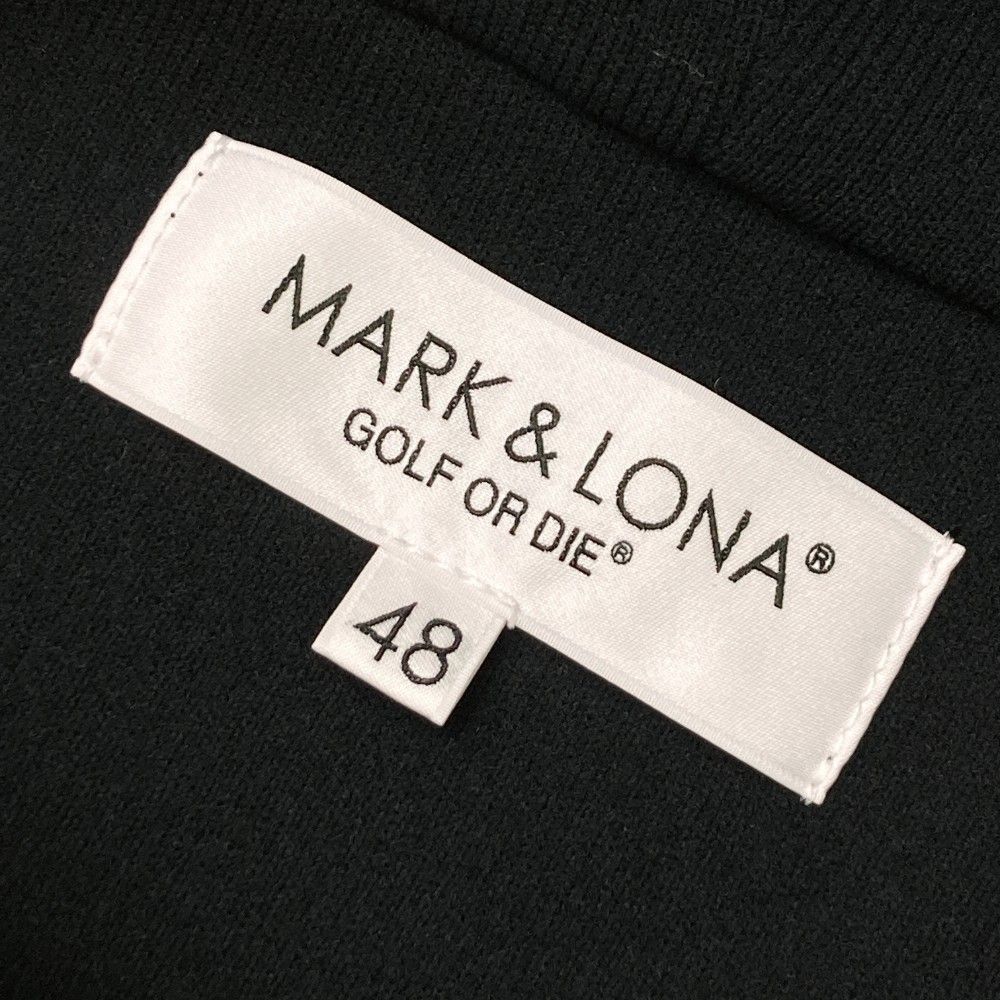 MARK & LONA®
GOLF OR DIE®
48